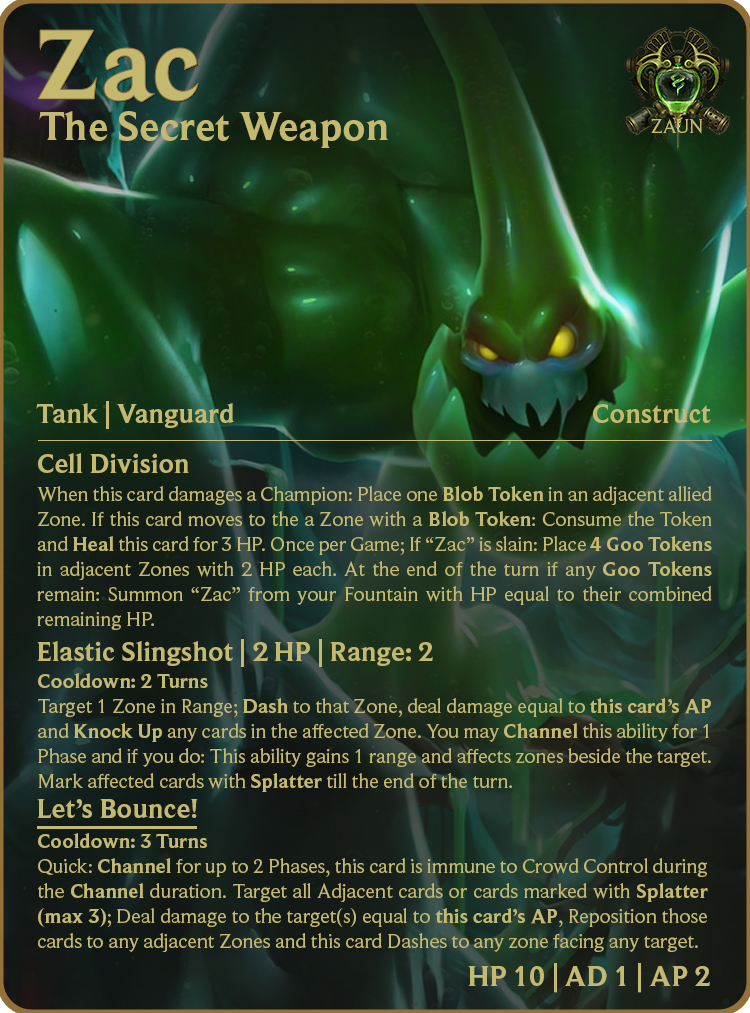 Zac
The Secret Weapon
ZAUN
Tank | Vanguard
Construct
Cell Division
When this card damages a Champion: Place one Blob Token in an adjacent allied
Zone. If this card moves to the a Zone with a Blob Token: Consume the Token
and Heal this card for 3 HP. Once per Game; If “Zac” is slain: Place 4 Goo Tokens
in adjacent Zones with 2 HP each. At the end of the turn if any Goo Tokens
remain: Summon “Zac” from your Fountain with HP equal to their combined
remaining HP.
Elastic Slingshot | 2 HP | Range: 2
Cooldown: 2 Turns
Target 1 Zone in Range; Dash to that Zone, deal damage equal to this card’s AP
and Knock Up any cards in the affected Zone. You may Channel this ability for 1
Phase and if you do: This ability gains 1 range and affects zones beside the target.
Mark affected cards with Splatter till the end of the turn.
Let’s Bounce!
Cooldown: 3 Turns
Quick: Channel for up to 2 Phases, this card is immune to Crowd Control during
the Channel duration. Target all Adjacent cards or cards marked with Splatter
(max 3); Deal damage to the target(s) equal to this card’s AP, Reposition those
cards to any adjacent Zones and this card Dashes to any zone facing any target.
HP 10 | AD 1 | AP 2